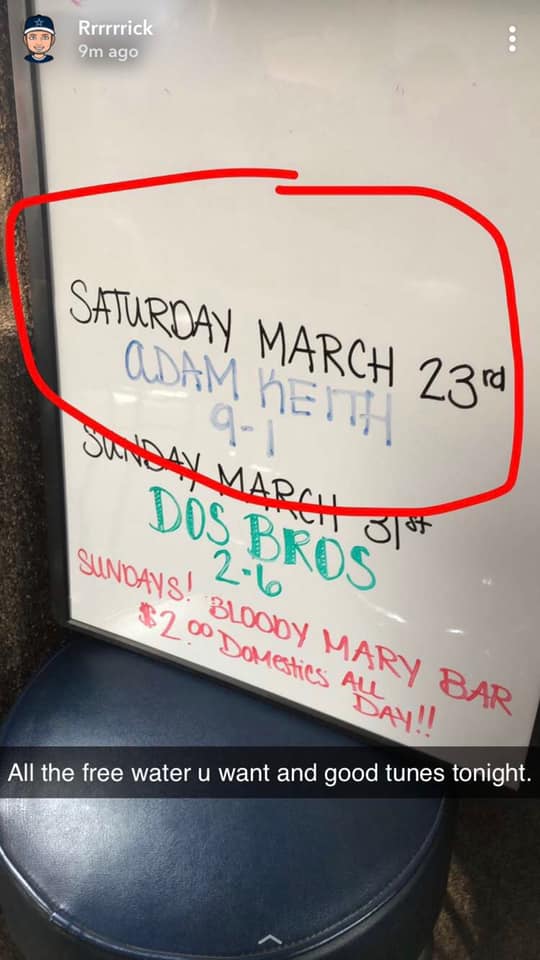 Rrrrrrick
9m ago
SATURDAY MARCH 23rd
ADAM KEITH
9-1
SUNDAY MARCH 31st
DOS BROS
2-6
SUNDAYS! BLOODY MARY BAR
$2.00 DOMESTICS ALL
DAY!!
All the free water u want and good tunes tonight.